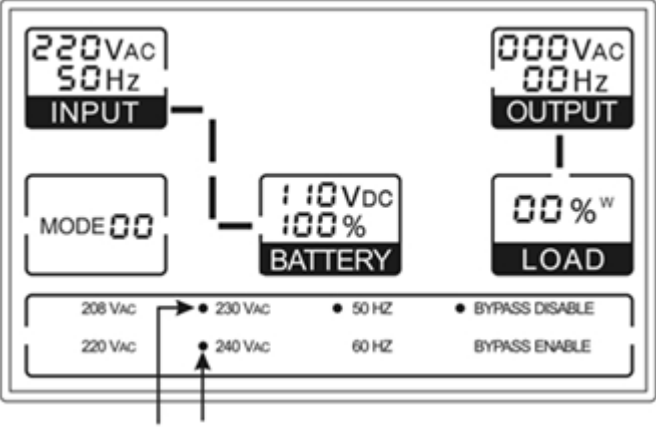 220VAC
50Hz
INPUT
000VAC
00Hz
OUTPUT
MODE 00
110VDC
100%
BATTERY
00%W
LOAD
208 VAC
230 VAC
50 HZ
BYPASS DISABLE
220 VAC
240 VAC
60 HZ
BYPASS ENABLE